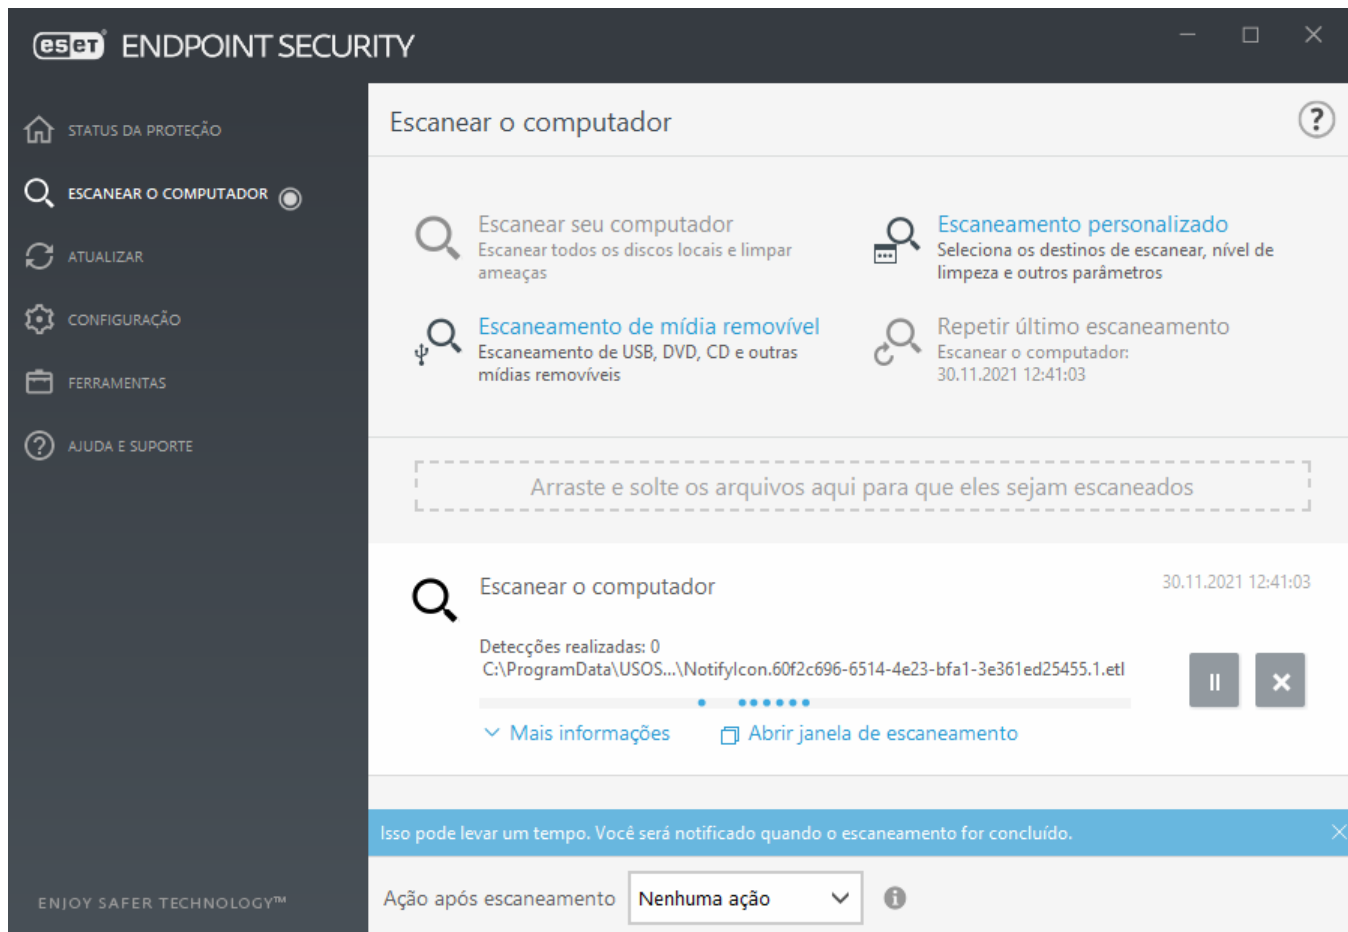 eset ENDPOINT SECURITY
STATUS DA PROTEÇÃO
ESCANEAR O COMPUTADOR
ATUALIZAR
CONFIGURAÇÃO
FERRAMENTAS
AJUDA E SUPORTE
ENJOY SAFER TECHNOLOGY™
Escanear o computador
?
Escanear seu computador
Escanear todos os discos locais e limpar
ameaças
Escaneamento personalizado
Seleciona os destinos de escanear, nível de
limpeza e outros parâmetros
Escaneamento de mídia removível
Escaneamento de USB, DVD, CD e outras
mídias removíveis
Repetir último escaneamento
Escanear o computador:
30.11.2021 12:41:03
Arraste e solte os arquivos aqui para que eles sejam escaneados
Escanear o computador
30.11.2021 12:41:03
Detecções realizadas: 0
C:\ProgramData\USOS...\NotifyIcon.60f2c696-6514-4e23-bfa1-3e361ed25455.1.etl
Mais informações
Abrir janela de escaneamento
Isso pode levar um tempo. Você será notificado quando o escaneamento for concluído.
Ação após escaneamento
Nenhuma ação